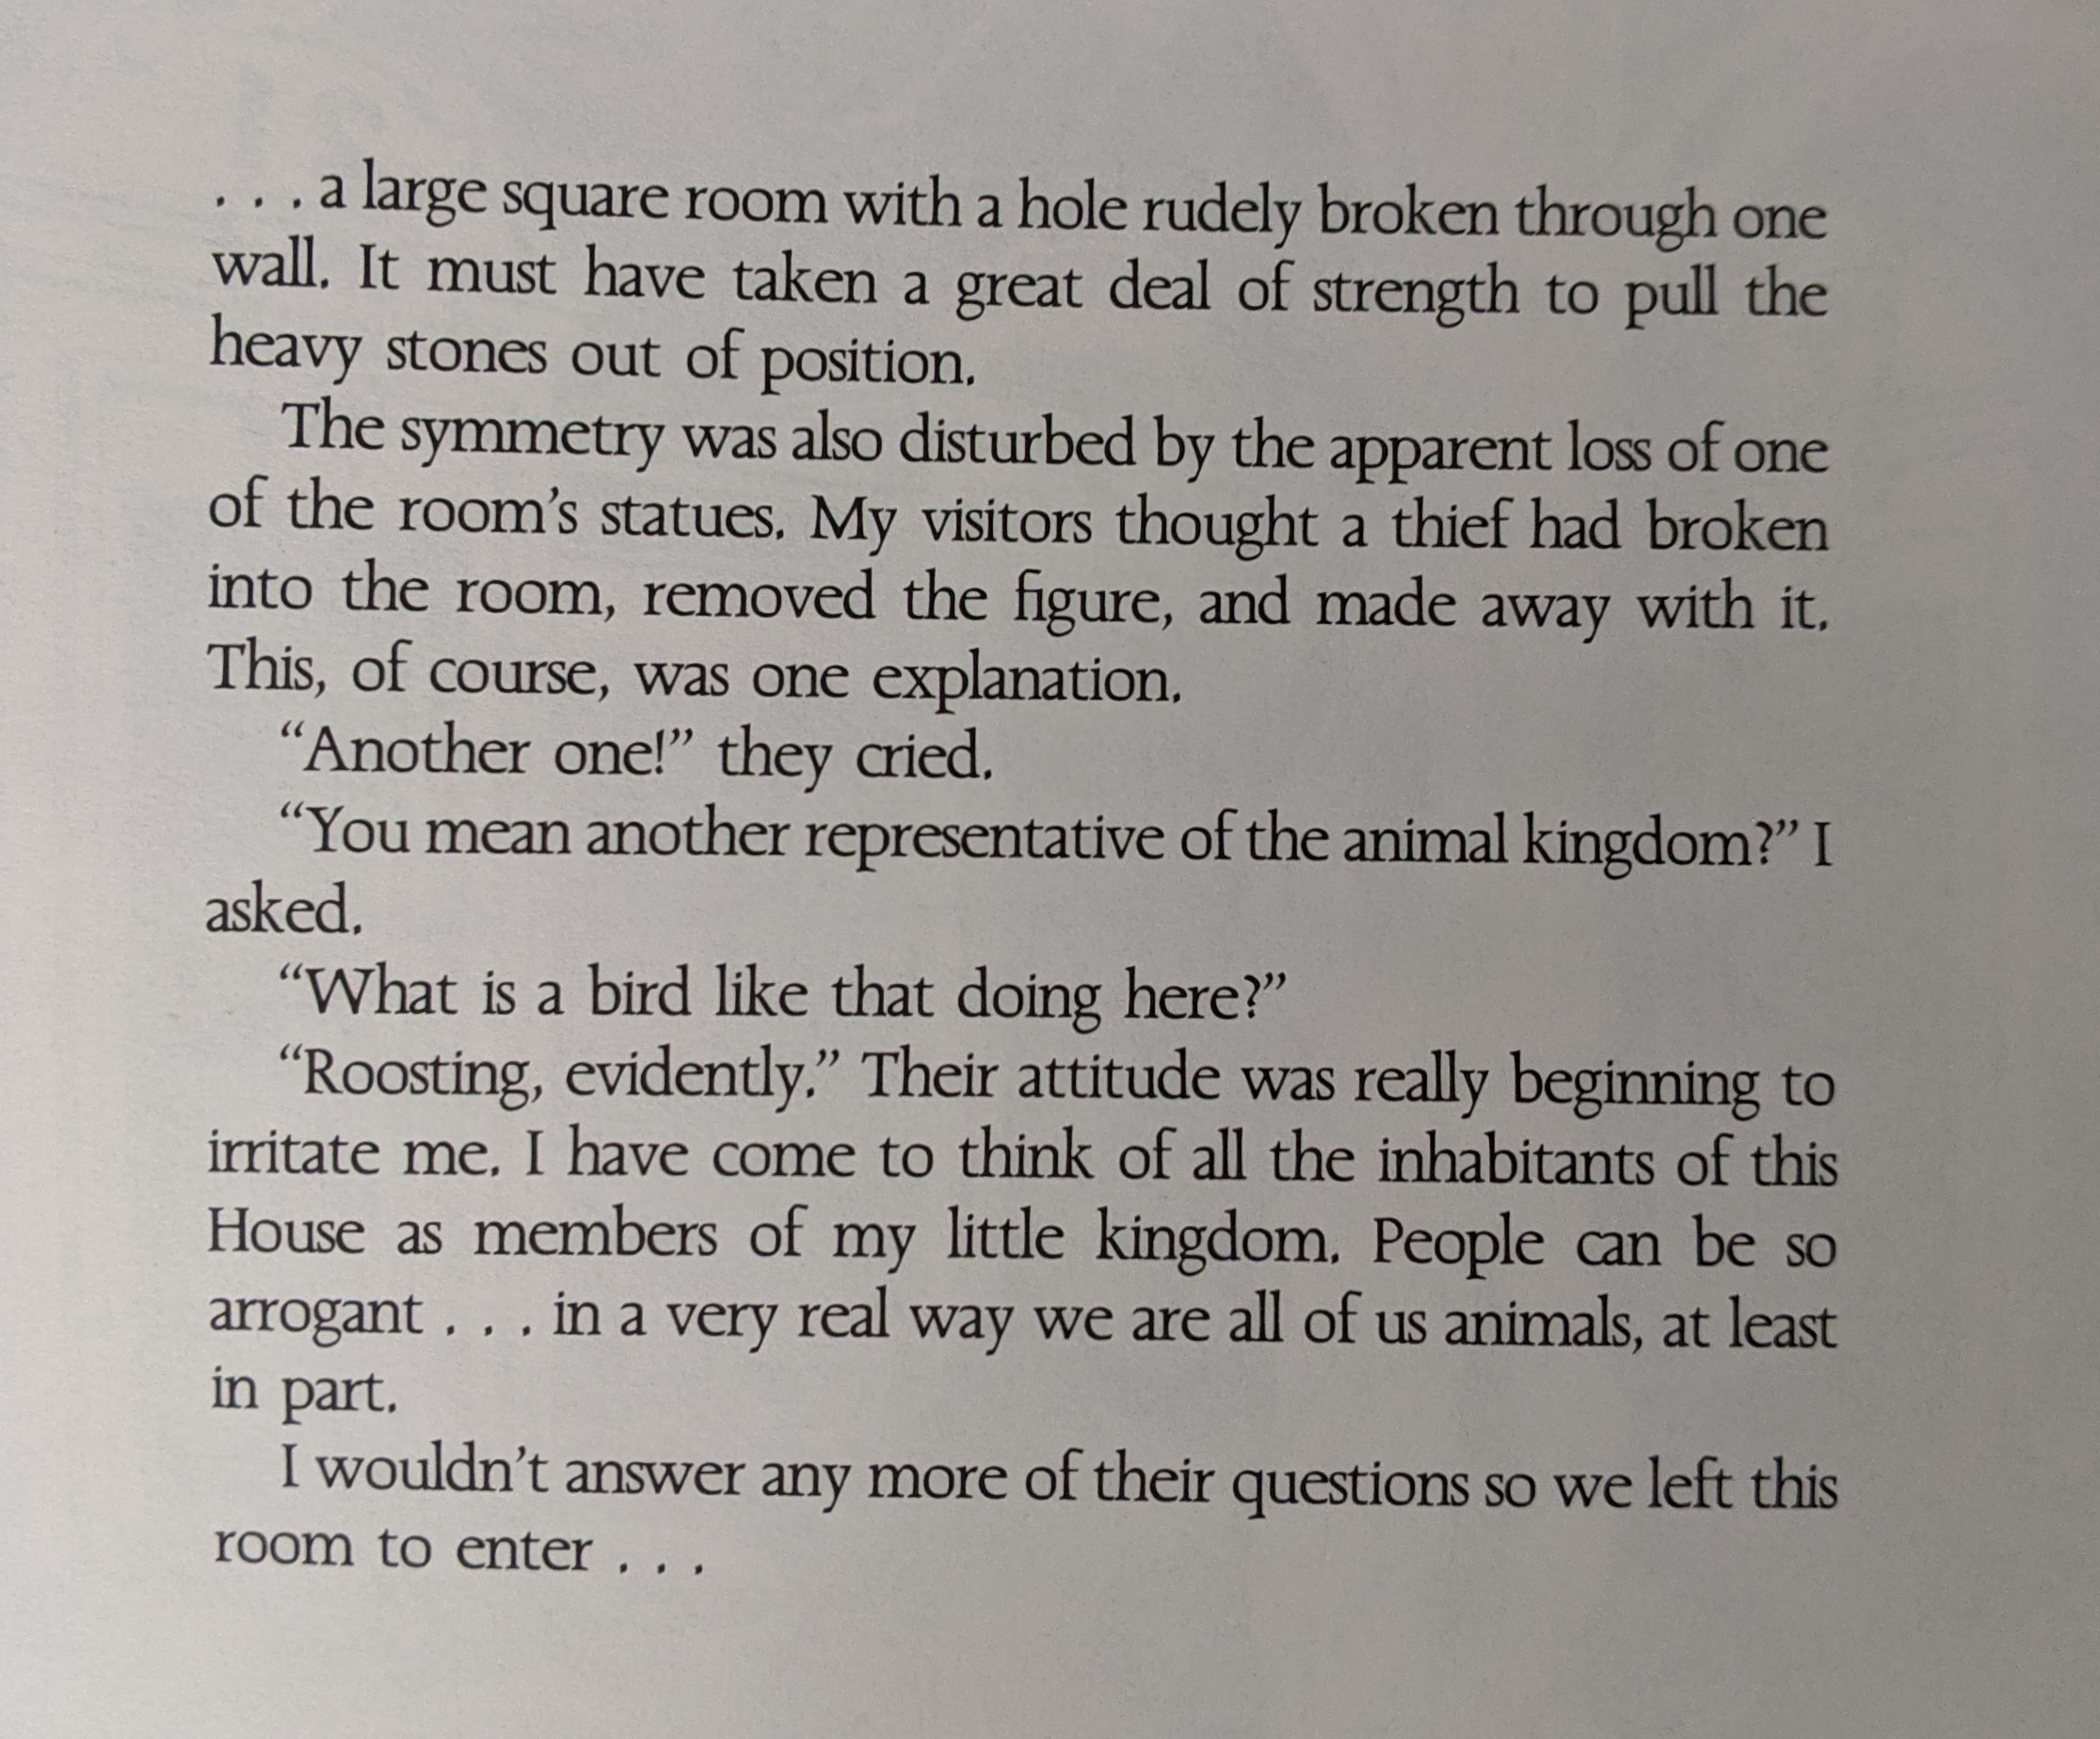 . . . a large square room with a hole rudely broken through one
wall. It must have taken a great deal of strength to pull the
heavy stones out of position.
The symmetry was also disturbed by the apparent loss of one
of the room’s statues. My visitors thought a thief had broken
into the room, removed the figure, and made away with it.
This, of course, was one explanation.
“Another one!” they cried.
“You mean another representative of the animal kingdom?” I
asked.
“What is a bird like that doing here?”
“Roosting, evidently.” Their attitude was really beginning to
irritate me. I have come to think of all the inhabitants of this
House as members of my little kingdom. People can be so
arrogant . . . in a very real way we are all of us animals, at least
in part.
I wouldn’t answer any more of their questions so we left this
room to enter . . .